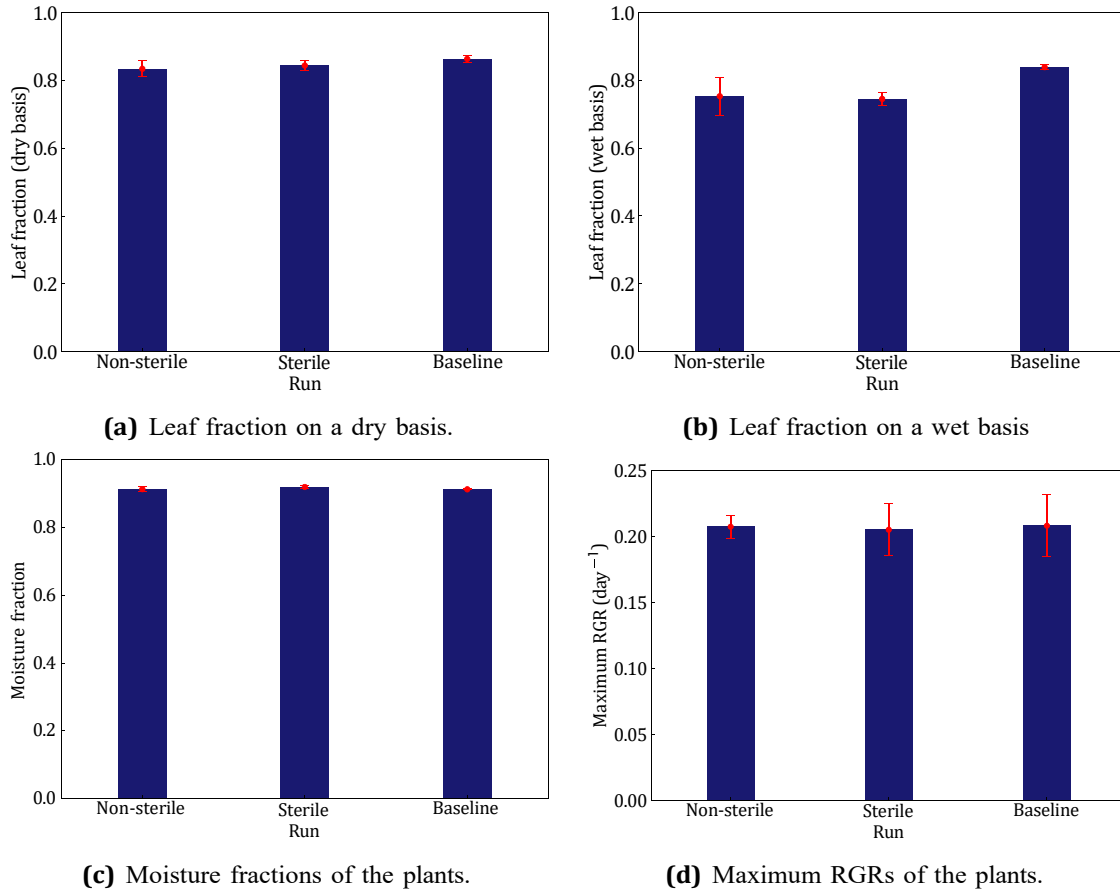 1.0
0.8
0.6
0.4
0.2
0.0
Leaf fraction (dry basis)
Non-sterile Sterile Baseline
Run
(a) Leaf fraction on a dry basis.
1.0
0.8
0.6
0.4
0.2
0.0
Leaf fraction (wet basis)
Non-sterile Sterile Baseline
Run
(b) Leaf fraction on a wet basis
1.0
0.8
0.6
0.4
0.2
0.0
Moisture fraction
Non-sterile Sterile Baseline
Run
(c) Moisture fractions of the plants.
0.25
0.20
0.15
0.10
0.05
0.00
Maximum RGR (day⁻¹)
Non-sterile Sterile Baseline
Run
(d) Maximum RGRs of the plants.